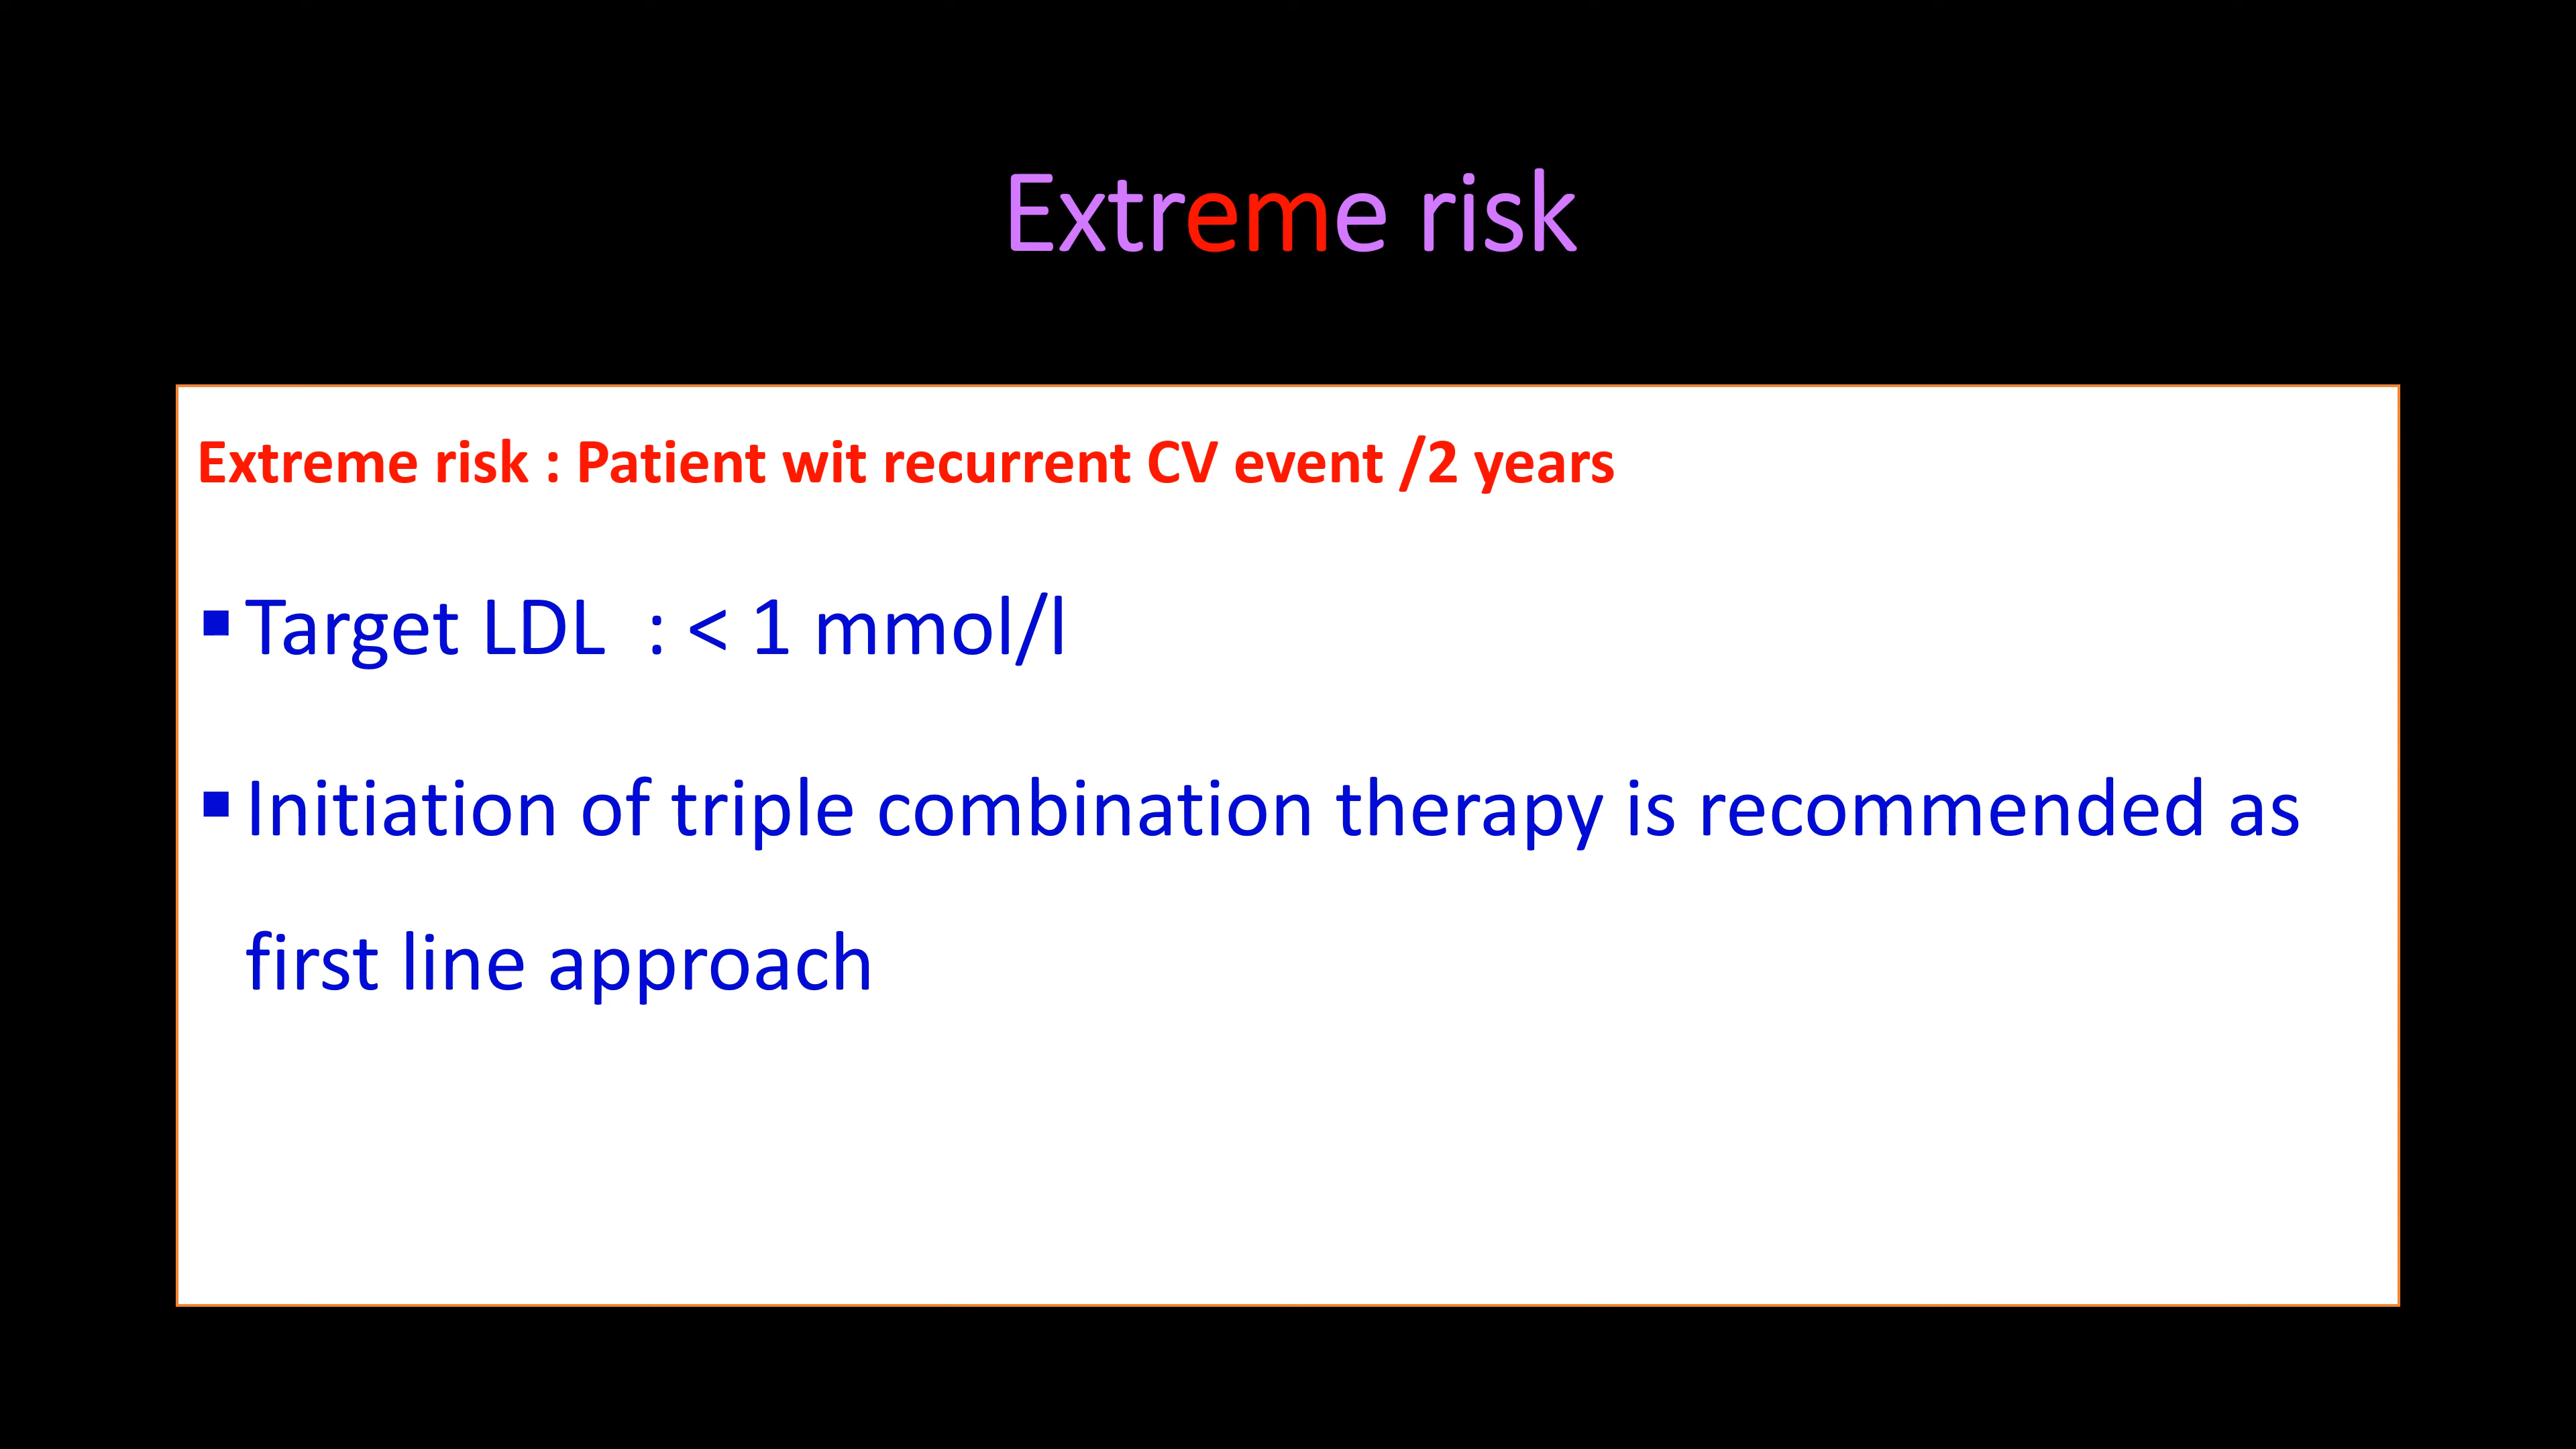 Extreme risk
Extreme risk : Patient wit recurrent CV event /2 years
▪ Target LDL  : < 1 mmol/l
▪ Initiation of triple combination therapy is recommended as
first line approach